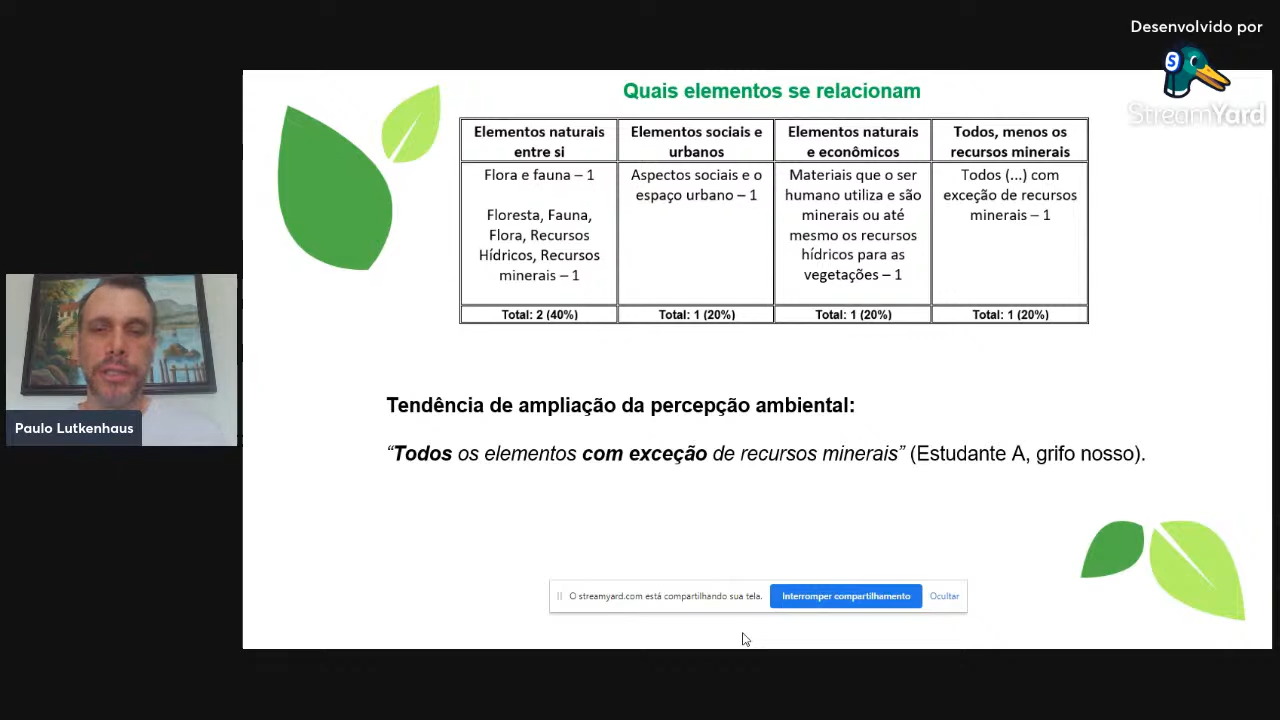 Desenvolvido por
StreamYard
Quais elementos se relacionam
Elementos naturais
entre si
Elementos sociais e
urbanos
Elementos naturais
e econômicos
Todos, menos os
recursos minerais
Flora e fauna – 1
Floresta, Fauna,
Flora, Recursos
Hídricos, Recursos
minerais – 1
Aspectos sociais e o
espaço urbano – 1
Materiais que o ser
humano utiliza e são
minerais ou até
mesmo os recursos
hídricos para as
vegetações – 1
Todos (...) com
exceção de recursos
minerais – 1
Total: 2 (40%)
Total: 1 (20%)
Total: 1 (20%)
Total: 1 (20%)
Paulo Lutkenhaus
Tendência de ampliação da percepção ambiental:
“Todos os elementos com exceção de recursos minerais” (Estudante A, grifo nosso).
O streamyard.com está compartilhando sua tela.
Interromper compartilhamento
Ocultar